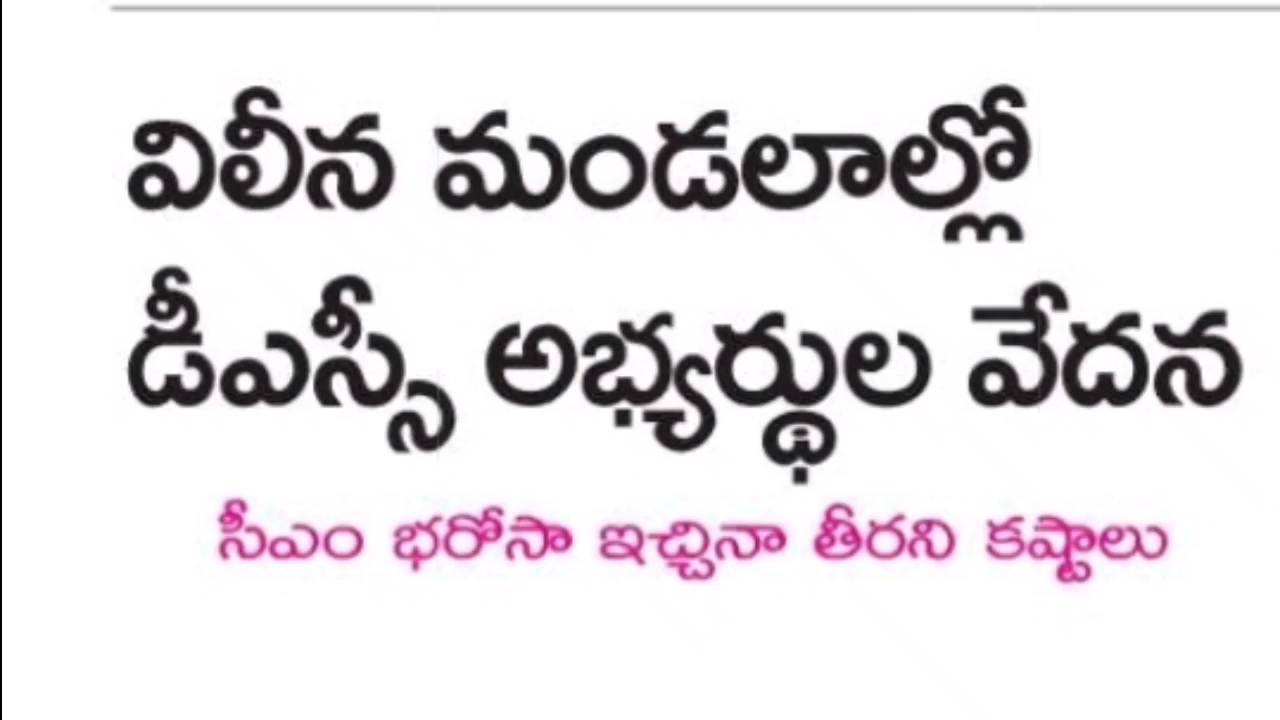 విలీన మండలాల్లో
డీఎస్సీ అభ్యర్థుల వేదన
సీఎం భరోసా ఇచ్చినా తీరని కష్టాలు